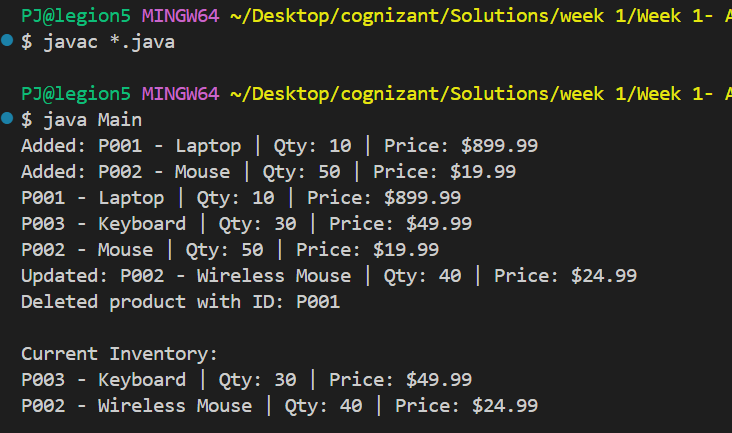 PJ@legion5 MINGW64 ~/Desktop/cognizant/Solutions/week 1/Week 1- A
$ javac *.java
PJ@legion5 MINGW64 ~/Desktop/cognizant/Solutions/week 1/Week 1- A
$ java Main
Added: P001 - Laptop | Qty: 10 | Price: $899.99
Added: P002 - Mouse | Qty: 50 | Price: $19.99
P001 - Laptop | Qty: 10 | Price: $899.99
P003 - Keyboard | Qty: 30 | Price: $49.99
P002 - Mouse | Qty: 50 | Price: $19.99
Updated: P002 - Wireless Mouse | Qty: 40 | Price: $24.99
Deleted product with ID: P001
Current Inventory:
P003 - Keyboard | Qty: 30 | Price: $49.99
P002 - Wireless Mouse | Qty: 40 | Price: $24.99